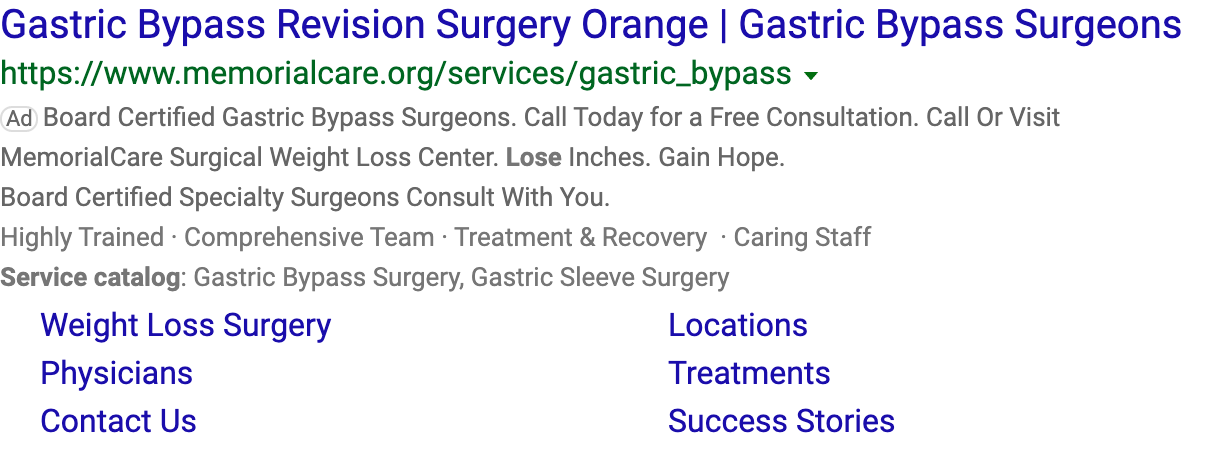 Gastric Bypass Revision Surgery Orange | Gastric Bypass Surgeons
https://www.memorialcare.org/services/gastric_bypass
Ad Board Certified Gastric Bypass Surgeons. Call Today for a Free Consultation. Call Or Visit
MemorialCare Surgical Weight Loss Center. Lose Inches. Gain Hope.
Board Certified Specialty Surgeons Consult With You.
Highly Trained · Comprehensive Team · Treatment & Recovery · Caring Staff
Service catalog: Gastric Bypass Surgery, Gastric Sleeve Surgery
Weight Loss Surgery Locations
Physicians Treatments
Contact Us Success Stories